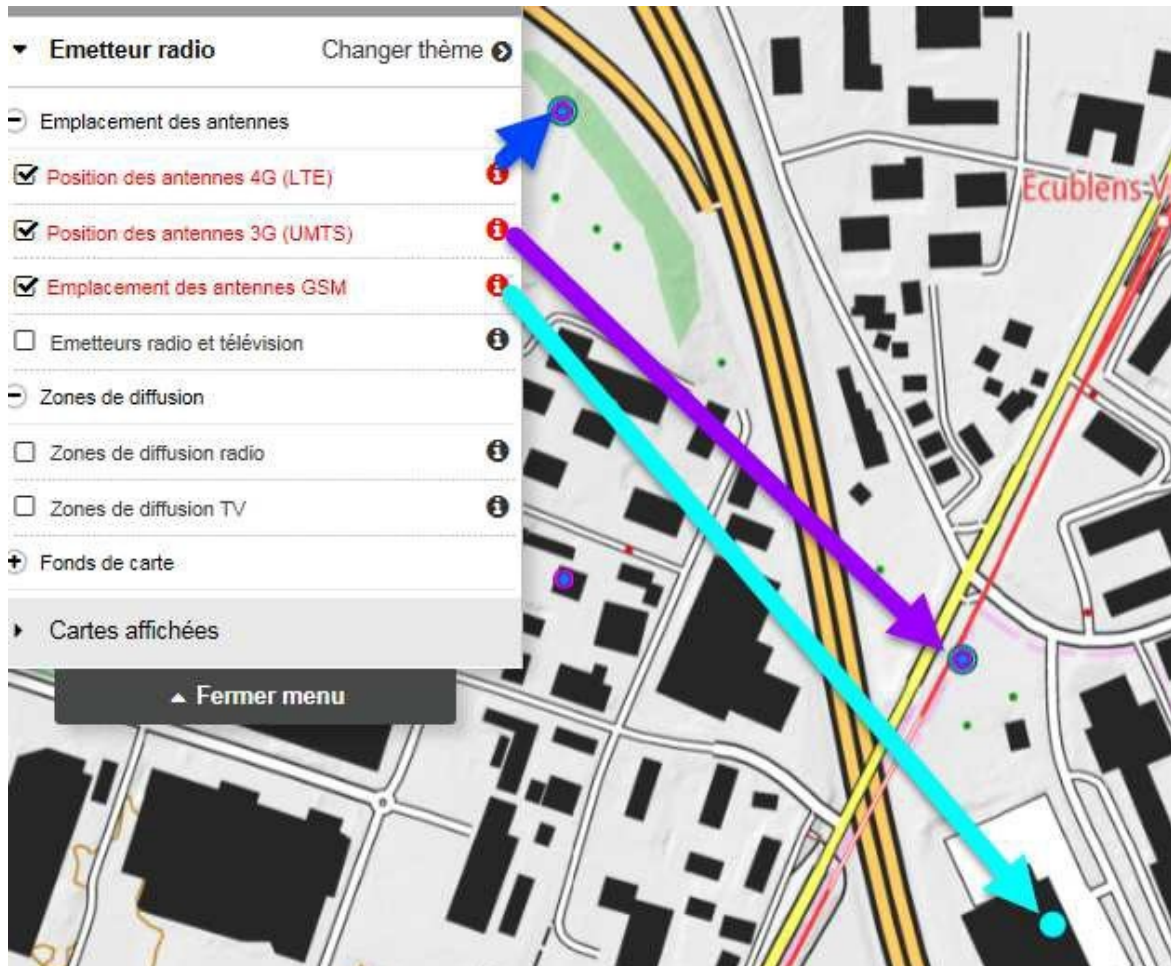 Emetteur radio Changer thème
Emplacement des antennes
Position des antennes 4G (LTE)
Position des antennes 3G (UMTS)
Emplacement des antennes GSM
Emetteurs radio et télévision
Zones de diffusion
Zones de diffusion radio
Zones de diffusion TV
Fonds de carte
Cartes affichées
Fermer menu
Ecublens V